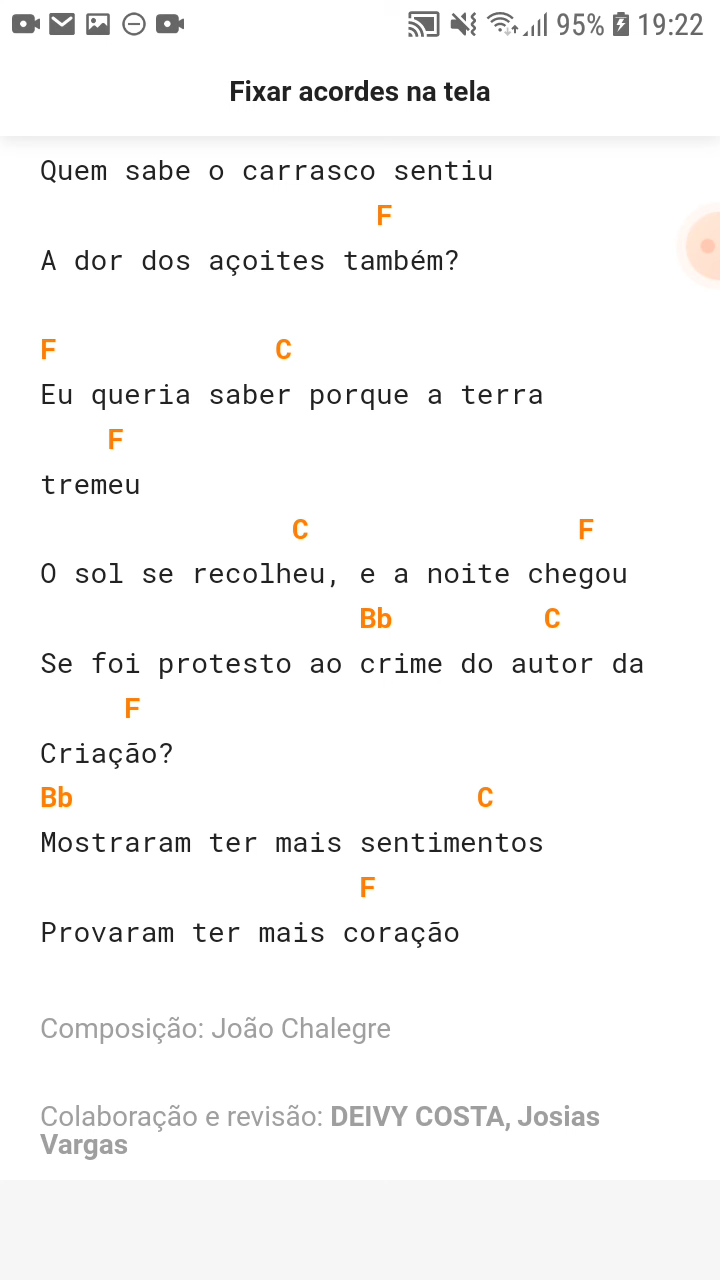 95% 19:22
Fixar acordes na tela
Quem sabe o carrasco sentiu
F
A dor dos açoites também?
F C
Eu queria saber porque a terra
F
tremeu
C F
O sol se recolheu, e a noite chegou
Bb C
Se foi protesto ao crime do autor da
F
Criação?
Bb C
Mostraram ter mais sentimentos
F
Provaram ter mais coração
Composição: João Chalegre
Colaboração e revisão: DEIVY COSTA, Josias
Vargas